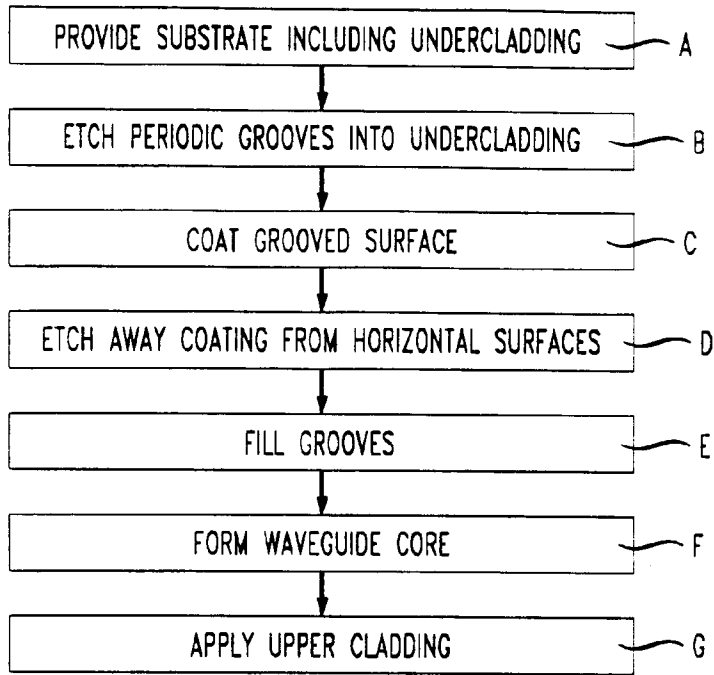 PROVIDE SUBSTRATE INCLUDING UNDERCLADDING A
ETCH PERIODIC GROOVES INTO UNDERCLADDING B
COAT GROOVED SURFACE C
ETCH AWAY COATING FROM HORIZONTAL SURFACES D
FILL GROOVES E
FORM WAVEGUIDE CORE F
APPLY UPPER CLADDING G